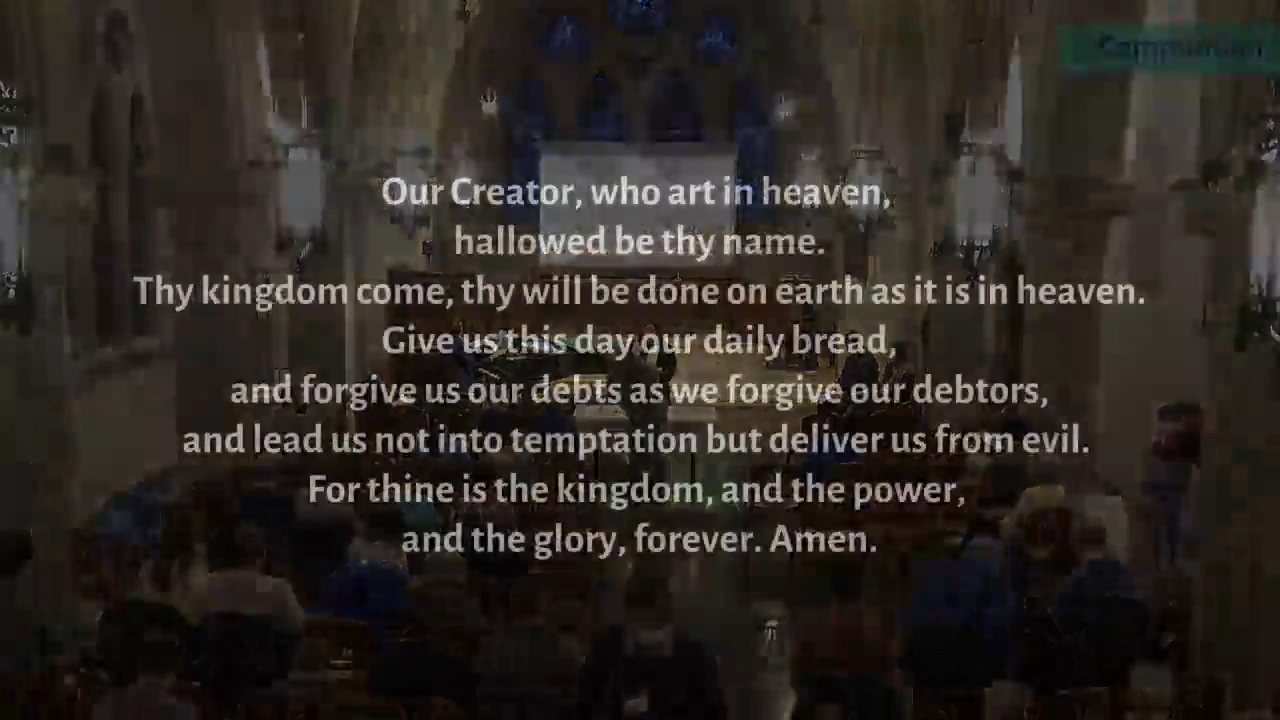 Communion
Our Creator, who art in heaven,
hallowed be thy name.
Thy kingdom come, thy will be done on earth as it is in heaven.
Give us this day our daily bread,
and forgive us our debts as we forgive our debtors,
and lead us not into temptation but deliver us from evil.
For thine is the kingdom, and the power,
and the glory, forever. Amen.